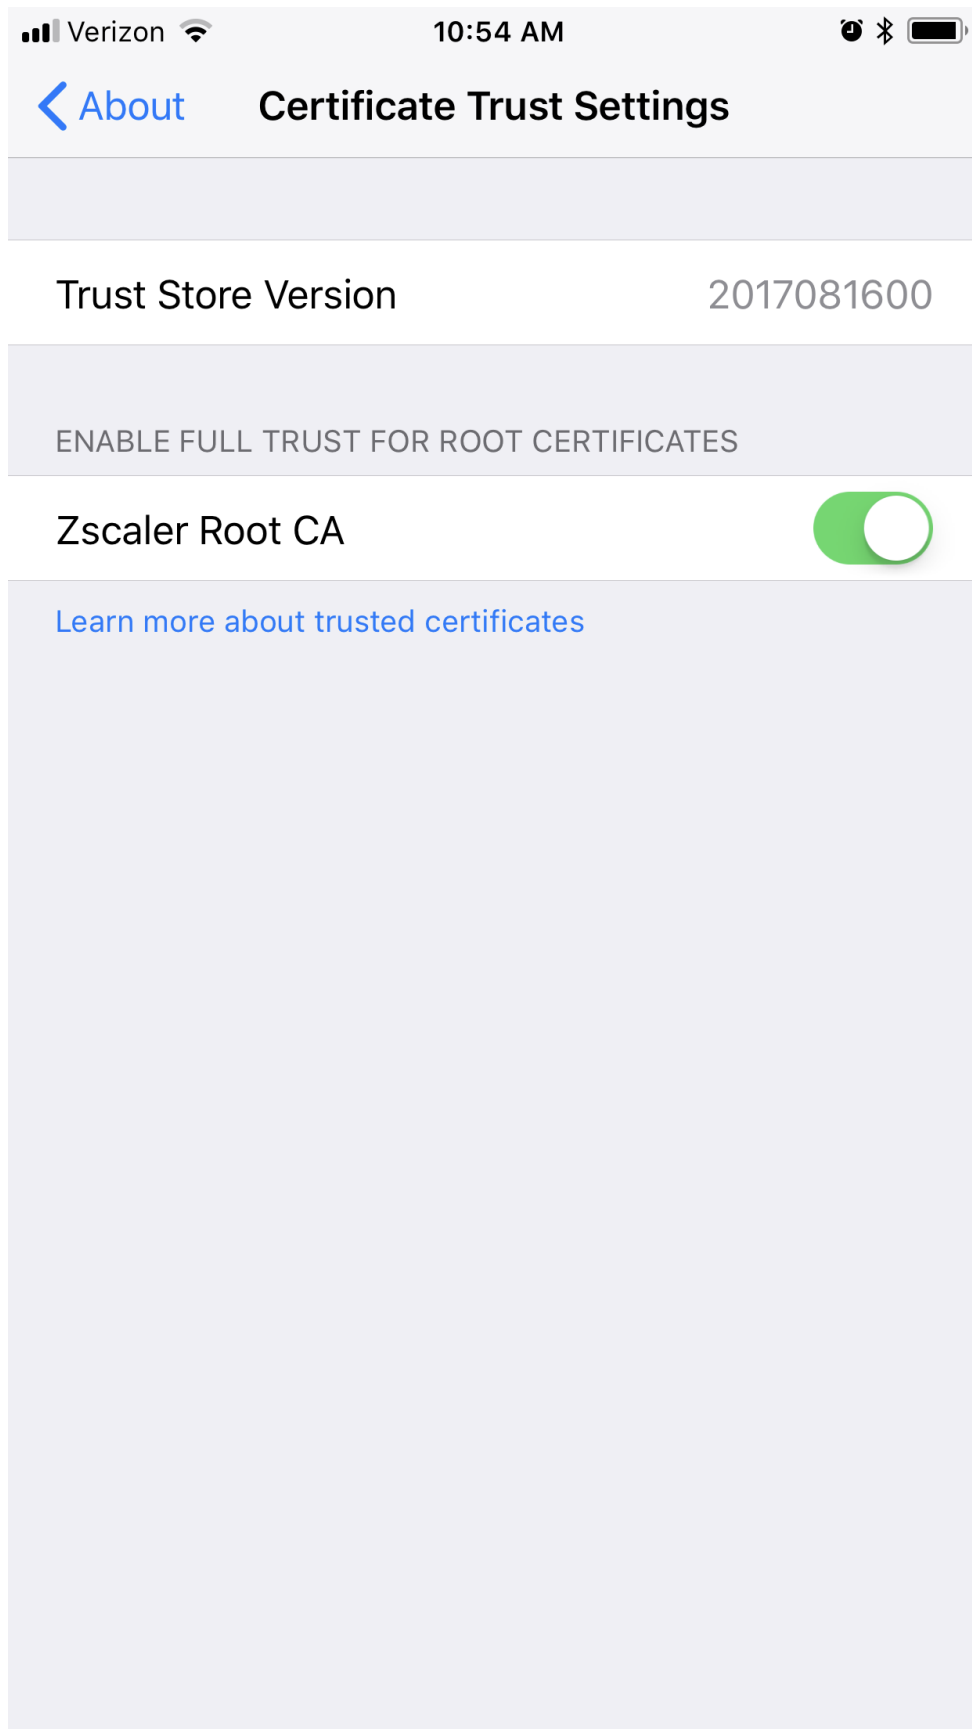 Verizon 10:54 AM
About Certificate Trust Settings
Trust Store Version 2017081600
ENABLE FULL TRUST FOR ROOT CERTIFICATES
Zscaler Root CA
Learn more about trusted certificates